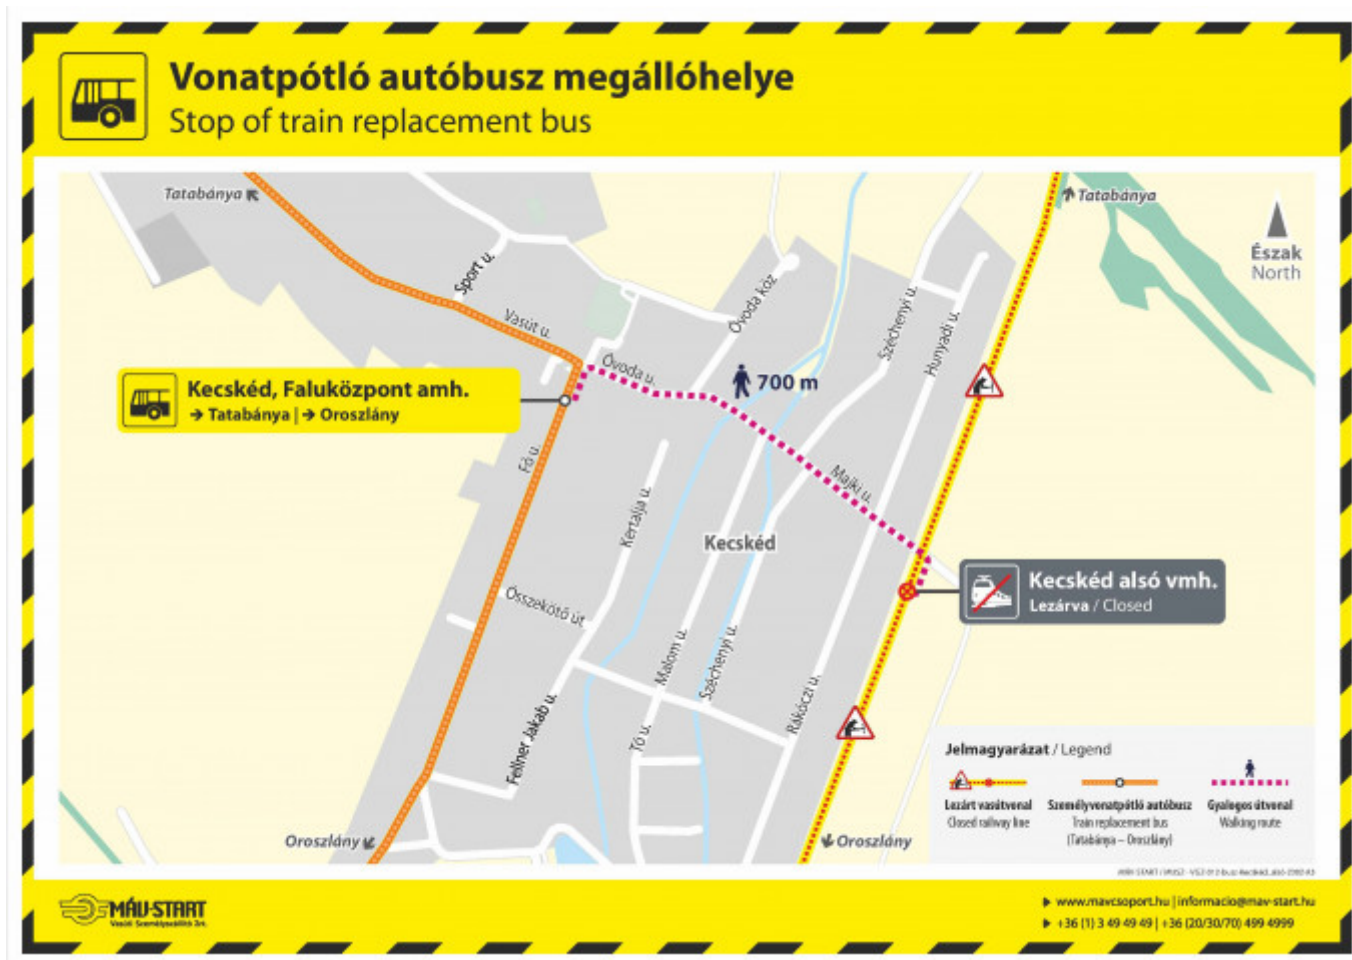 Vonatpótló autóbusz megállóhelye
Stop of train replacement bus
Tatabánya
Tatabánya
Észak
North
Sport u.
Vasút u.
Óvoda köz
Széchenyi u.
Hunyadi u.
Óvoda u.
700 m
Kecskéd, Faluközpont amh.
→ Tatabánya | → Oroszlány
Fő u.
Majki u.
Kertalja u.
Kecskéd
Kecskéd alsó vmh.
Lezárva / Closed
Összekötő út
Malom u.
Széchenyi u.
Rákóczi u.
Fellner Jakab u.
Tó u.
Oroszlány
Oroszlány
Jelmagyarázat / Legend
Lezárt vasútvonal
Closed railway line
Személyvonatpótló autóbusz
Train replacement bus
(Tatabánya – Oroszlány)
Gyalogos útvonal
Walking route
MÁV-START
Vasúti Személyszállító Zrt.
www.mavcsoport.hu | informacio@mav-start.hu
+36 (1) 3 49 49 49 | +36 (20/30/70) 499 4999